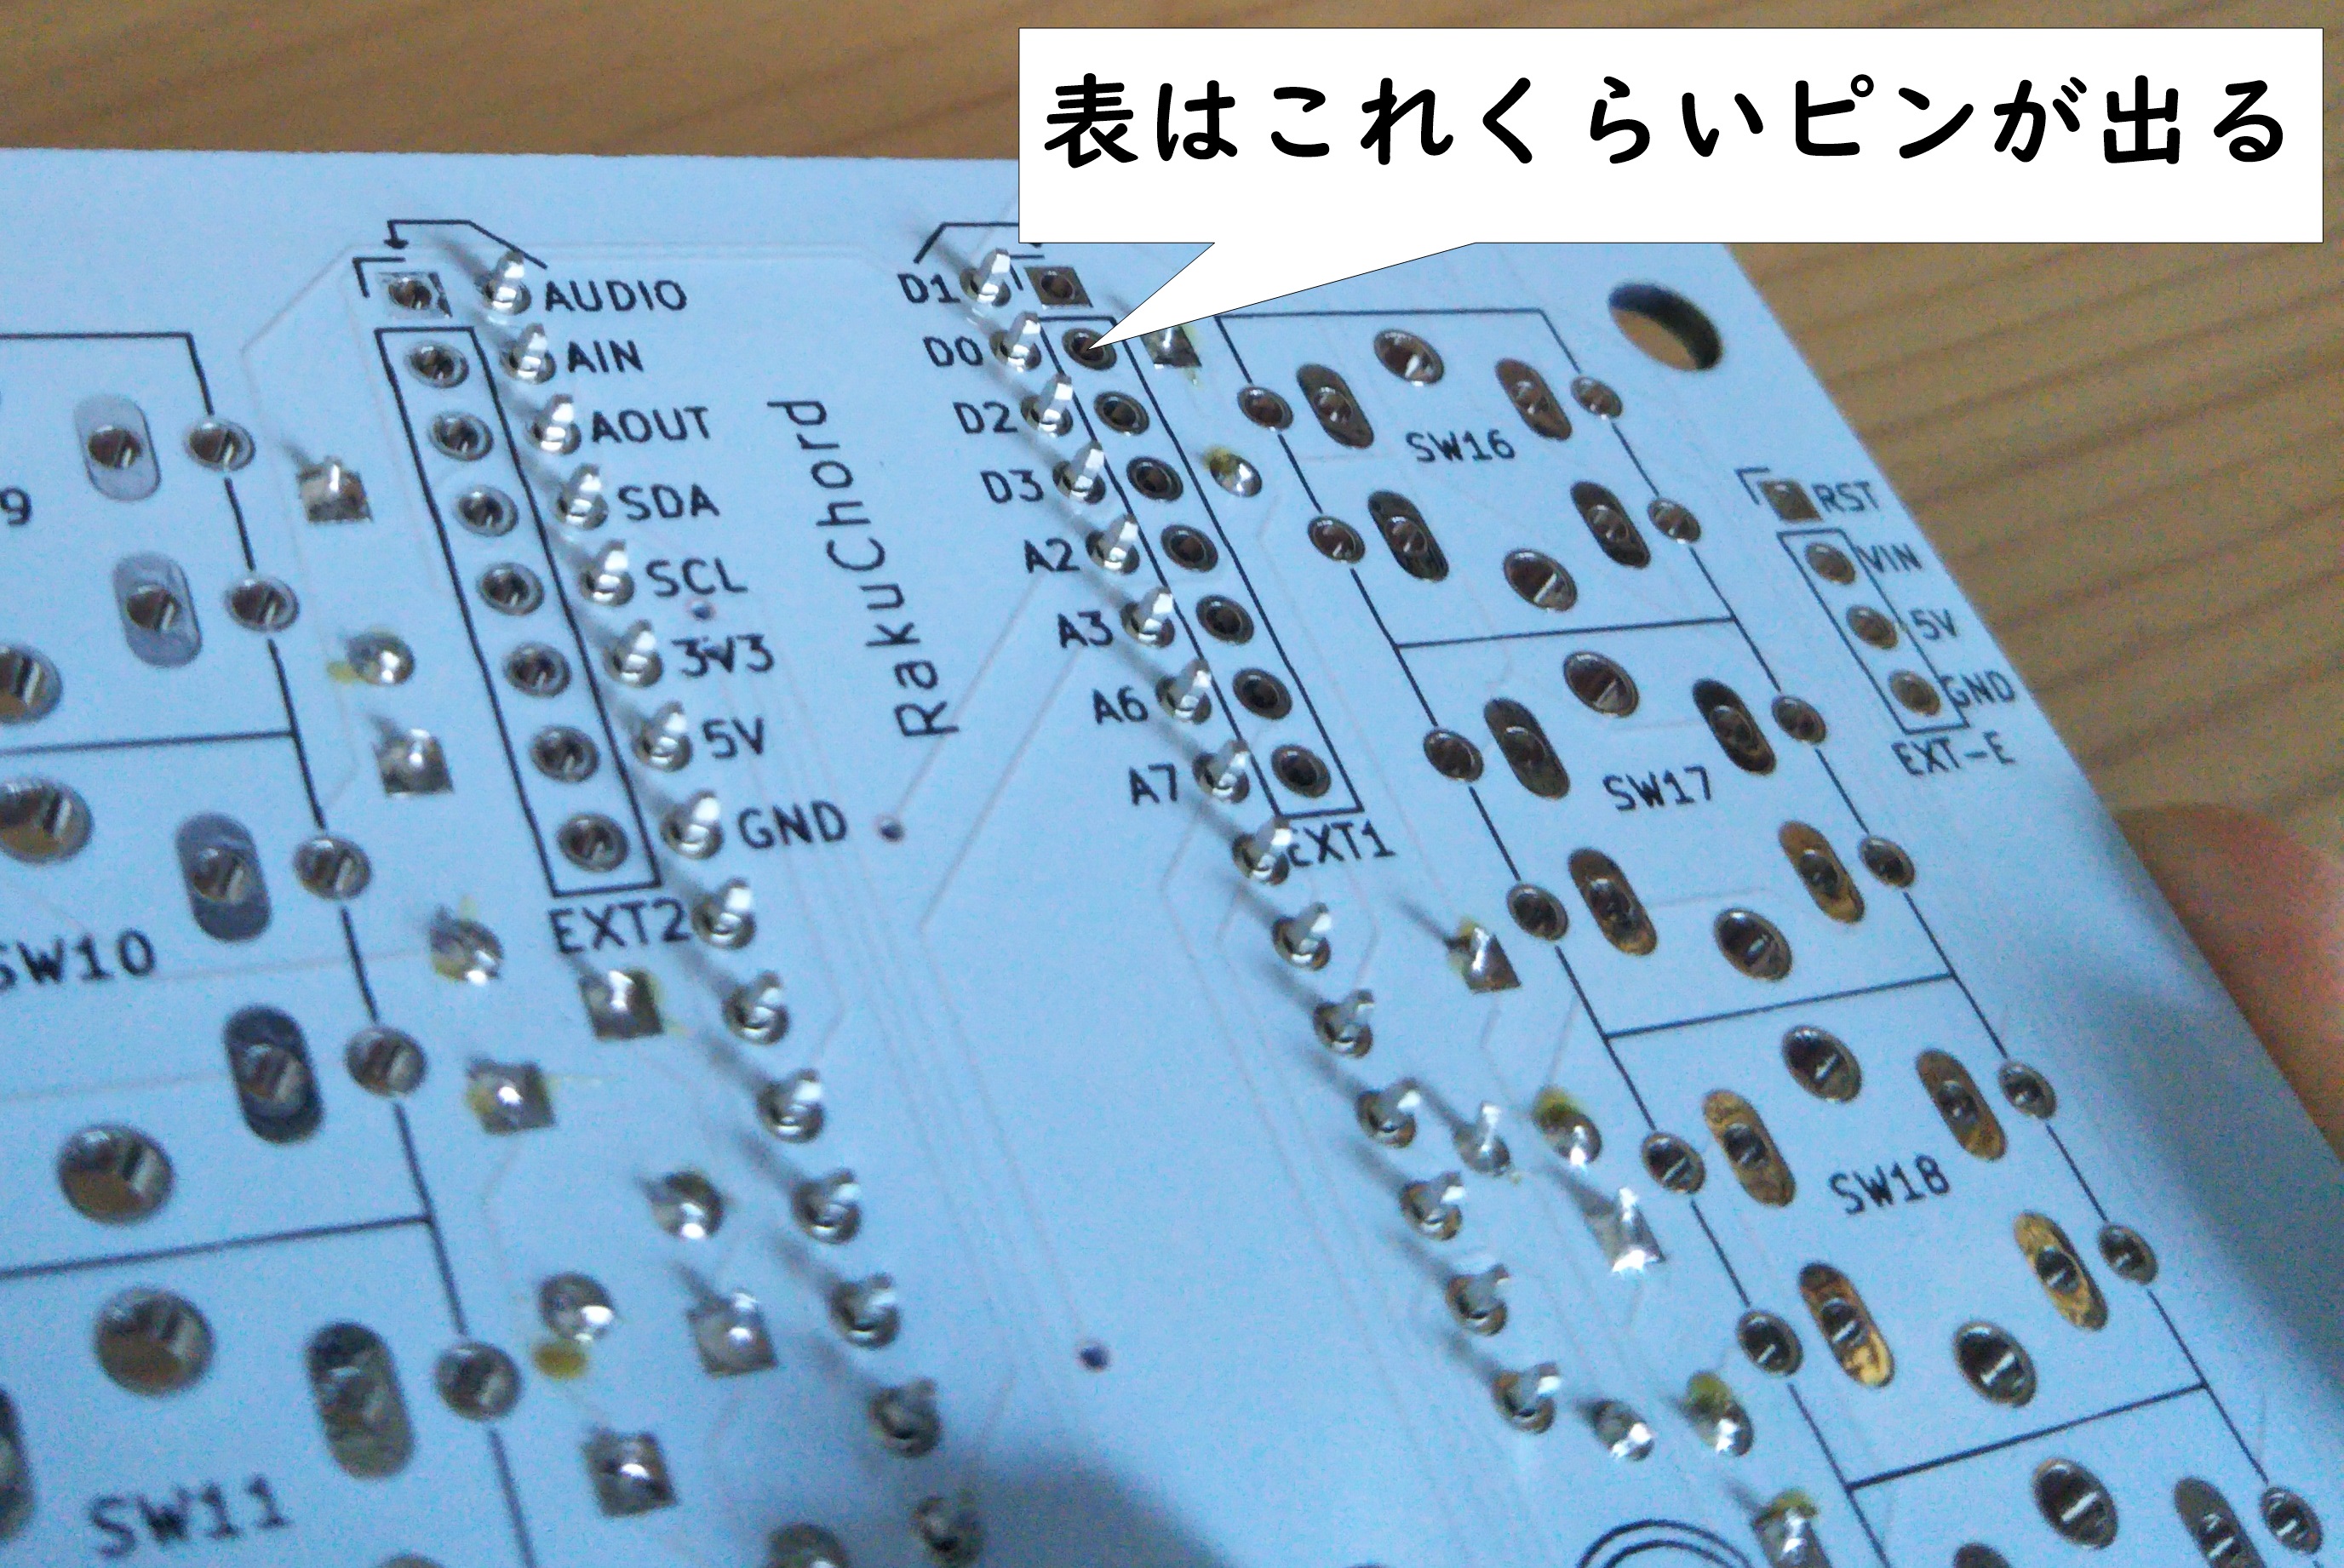 表はこれくらいピンが出る
AUDIO
AIN
AOUT
SDA
SCL
3V3
5V
GND
EXT2
RakuChord
D1
D0
D2
D3
A2
A3
A6
A7
EXT1
SW16
SW17
SW18
RST
VIN
5V
GND
EXT-E
9
SW10
SW11